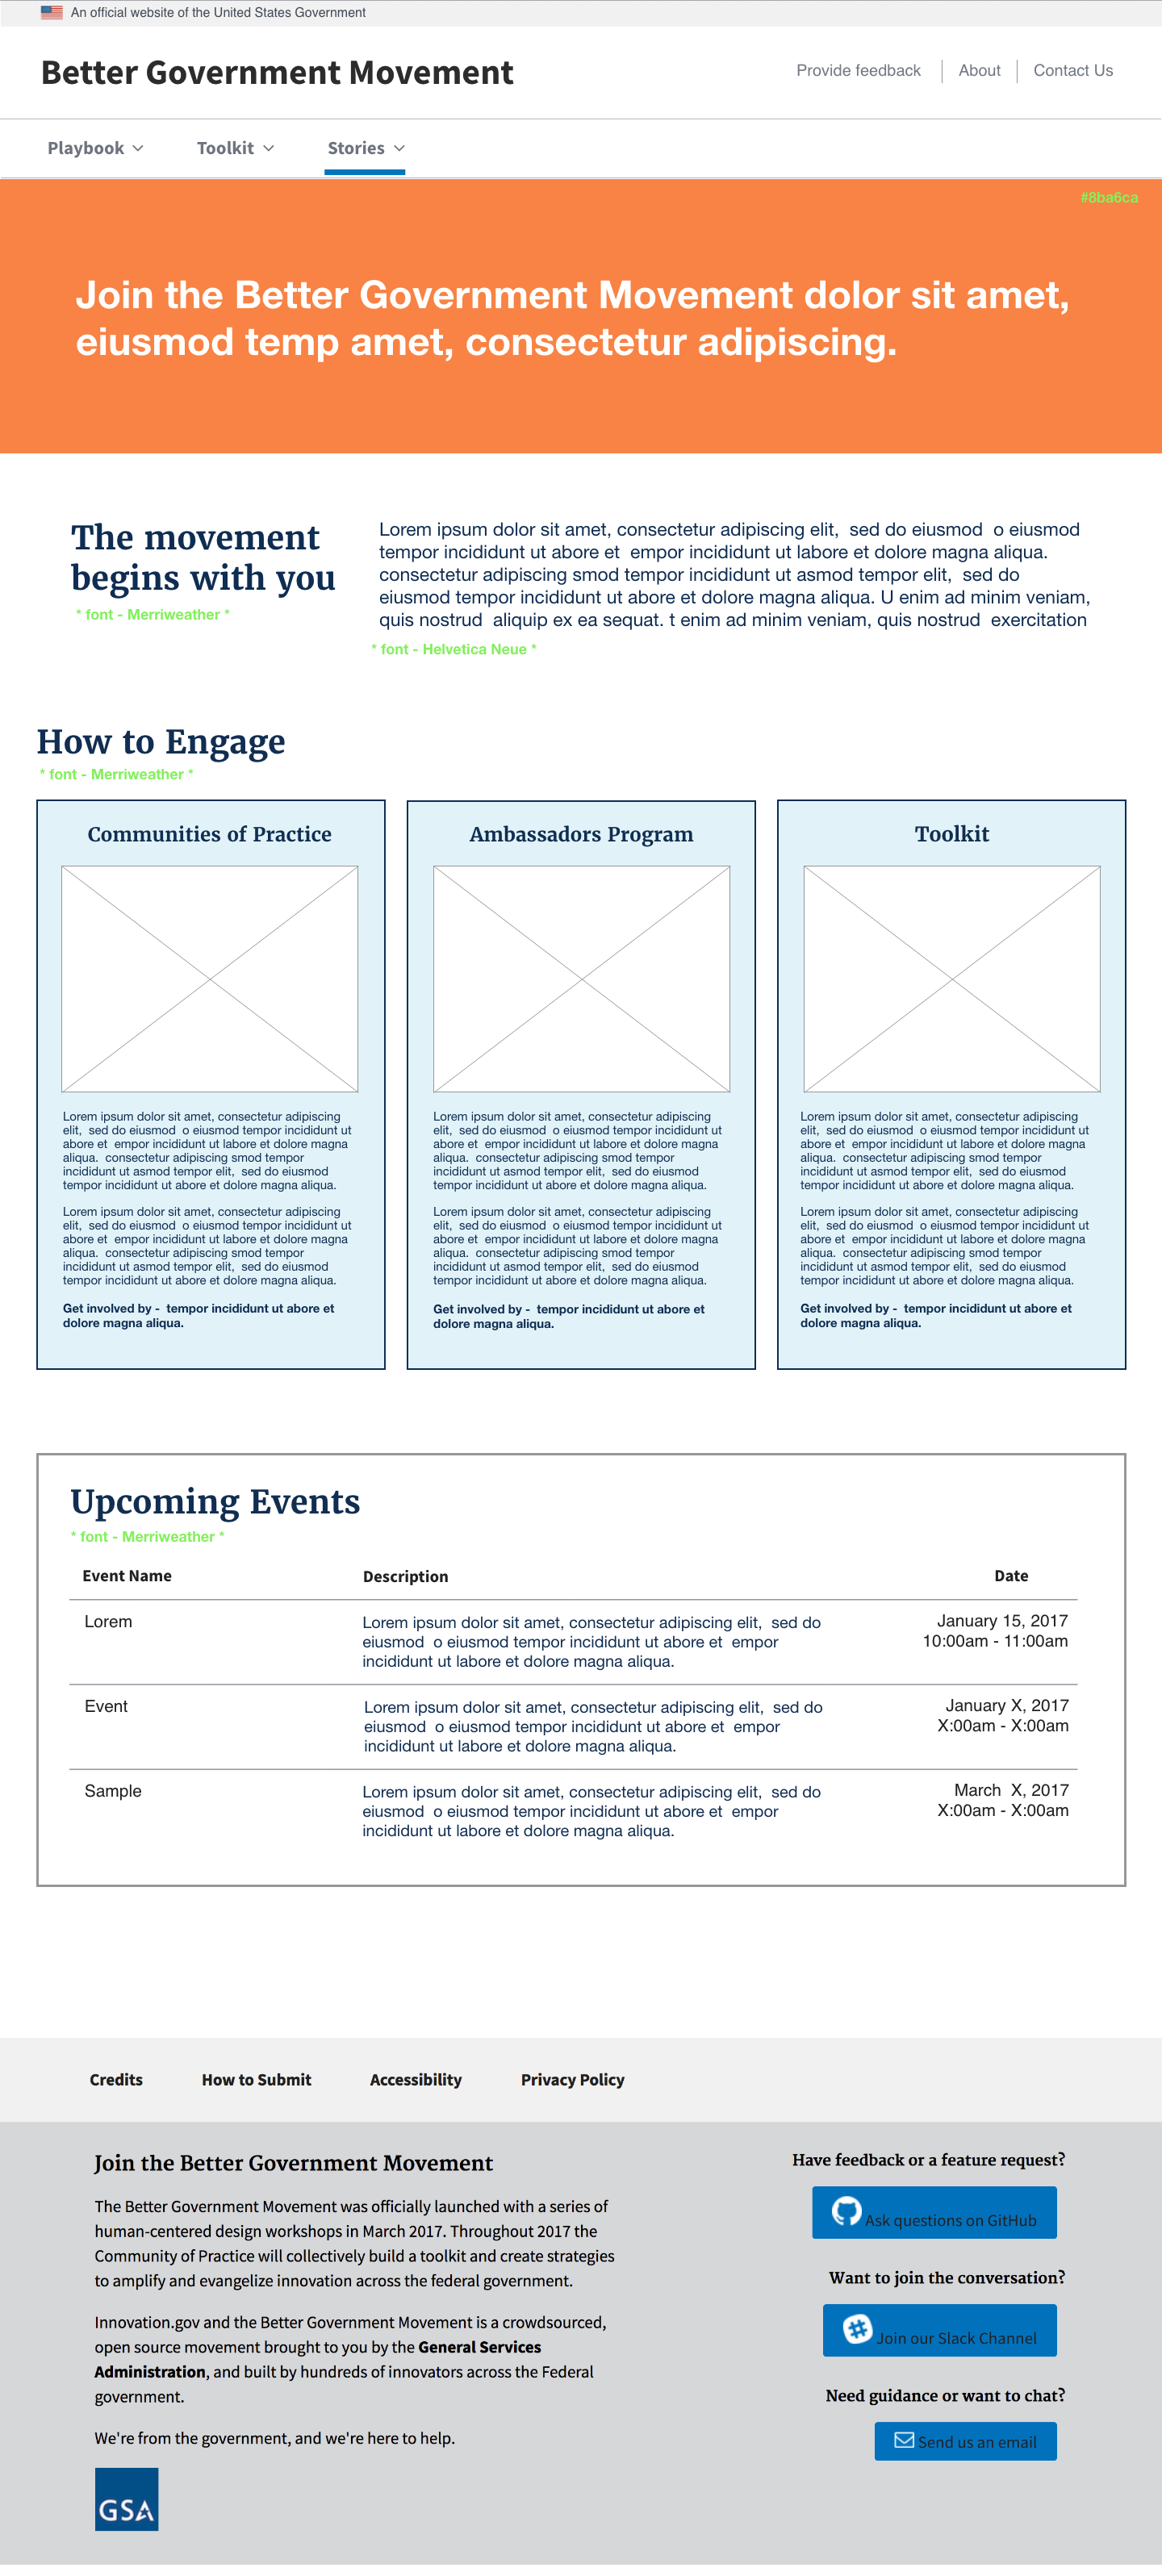 An official website of the United States Government
Better Government Movement
Provide feedback
About
Contact Us
Playbook
Toolkit
Stories
#8ba6ca
Join the Better Government Movement dolor sit amet,
eiusmod temp amet, consectetur adipiscing.
The movement
begins with you
* font - Merriweather *
Lorem ipsum dolor sit amet, consectetur adipiscing elit,  sed do eiusmod  o eiusmod
tempor incididunt ut abore et  empor incididunt ut labore et dolore magna aliqua.
consectetur adipiscing smod tempor incididunt ut asmod tempor elit,  sed do
eiusmod tempor incididunt ut abore et dolore magna aliqua. U enim ad minim veniam,
quis nostrud  aliquip ex ea sequat. t enim ad minim veniam, quis nostrud  exercitation
* font - Helvetica Neue *
How to Engage
* font - Merriweather *
Communities of Practice
Lorem ipsum dolor sit amet, consectetur adipiscing
elit,  sed do eiusmod  o eiusmod tempor incididunt ut
abore et  empor incididunt ut labore et dolore magna
aliqua.  consectetur adipiscing smod tempor
incididunt ut asmod tempor elit,  sed do eiusmod
tempor incididunt ut abore et dolore magna aliqua.
Lorem ipsum dolor sit amet, consectetur adipiscing
elit,  sed do eiusmod  o eiusmod tempor incididunt ut
abore et  empor incididunt ut labore et dolore magna
aliqua.  consectetur adipiscing smod tempor
incididunt ut asmod tempor elit,  sed do eiusmod
tempor incididunt ut abore et dolore magna aliqua.
Get involved by -  tempor incididunt ut abore et
dolore magna aliqua.
Ambassadors Program
Lorem ipsum dolor sit amet, consectetur adipiscing
elit,  sed do eiusmod  o eiusmod tempor incididunt ut
abore et  empor incididunt ut labore et dolore magna
aliqua.  consectetur adipiscing smod tempor
incididunt ut asmod tempor elit,  sed do eiusmod
tempor incididunt ut abore et dolore magna aliqua.
Lorem ipsum dolor sit amet, consectetur adipiscing
elit,  sed do eiusmod  o eiusmod tempor incididunt ut
abore et  empor incididunt ut labore et dolore magna
aliqua.  consectetur adipiscing smod tempor
incididunt ut asmod tempor elit,  sed do eiusmod
tempor incididunt ut abore et dolore magna aliqua.
Get involved by -  tempor incididunt ut abore et
dolore magna aliqua.
Toolkit
Lorem ipsum dolor sit amet, consectetur adipiscing
elit,  sed do eiusmod  o eiusmod tempor incididunt ut
abore et  empor incididunt ut labore et dolore magna
aliqua.  consectetur adipiscing smod tempor
incididunt ut asmod tempor elit,  sed do eiusmod
tempor incididunt ut abore et dolore magna aliqua.
Lorem ipsum dolor sit amet, consectetur adipiscing
elit,  sed do eiusmod  o eiusmod tempor incididunt ut
abore et  empor incididunt ut labore et dolore magna
aliqua.  consectetur adipiscing smod tempor
incididunt ut asmod tempor elit,  sed do eiusmod
tempor incididunt ut abore et dolore magna aliqua.
Get involved by -  tempor incididunt ut abore et
dolore magna aliqua.
Upcoming Events
* font - Merriweather *
Event Name
Description
Date
Lorem
Lorem ipsum dolor sit amet, consectetur adipiscing elit,  sed do
eiusmod  o eiusmod tempor incididunt ut abore et  empor
incididunt ut labore et dolore magna aliqua.
January 15, 2017
10:00am - 11:00am
Event
Lorem ipsum dolor sit amet, consectetur adipiscing elit,  sed do
eiusmod  o eiusmod tempor incididunt ut abore et  empor
incididunt ut labore et dolore magna aliqua.
January X, 2017
X:00am - X:00am
Sample
Lorem ipsum dolor sit amet, consectetur adipiscing elit,  sed do
eiusmod  o eiusmod tempor incididunt ut abore et  empor
incididunt ut labore et dolore magna aliqua.
March  X, 2017
X:00am - X:00am
Credits
How to Submit
Accessibility
Privacy Policy
Join the Better Government Movement
The Better Government Movement was officially launched with a series of
human-centered design workshops in March 2017. Throughout 2017 the
Community of Practice will collectively build a toolkit and create strategies
to amplify and evangelize innovation across the federal government.
Innovation.gov and the Better Government Movement is a crowdsourced,
open source movement brought to you by the General Services
Administration, and built by hundreds of innovators across the Federal
government.
We're from the government, and we're here to help.
GSA
Have feedback or a feature request?
Ask questions on GitHub
Want to join the conversation?
Join our Slack Channel
Need guidance or want to chat?
Send us an email